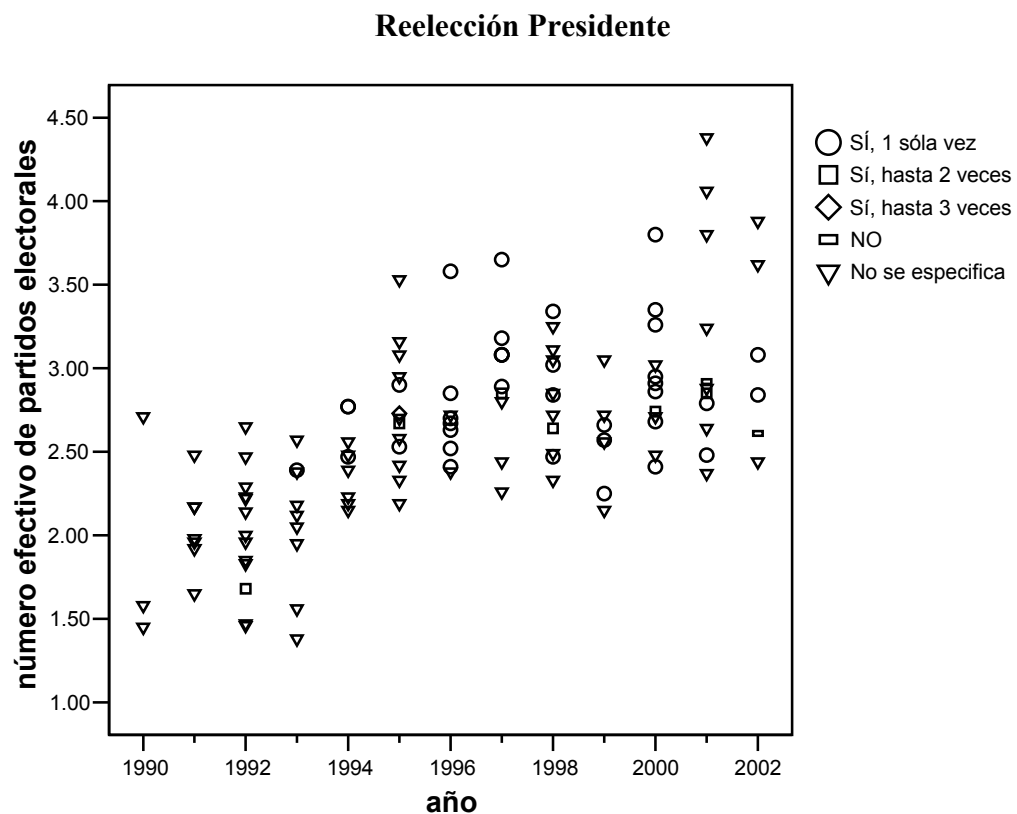 Reelección Presidente
4.50
4.00
3.50
3.00
2.50
2.00
1.50
1.00
número efectivo de partidos electorales
1990
1992
1994
1996
1998
2000
2002
año
SÍ, 1 sóla vez
Sí, hasta 2 veces
Sí, hasta 3 veces
NO
No se especifica